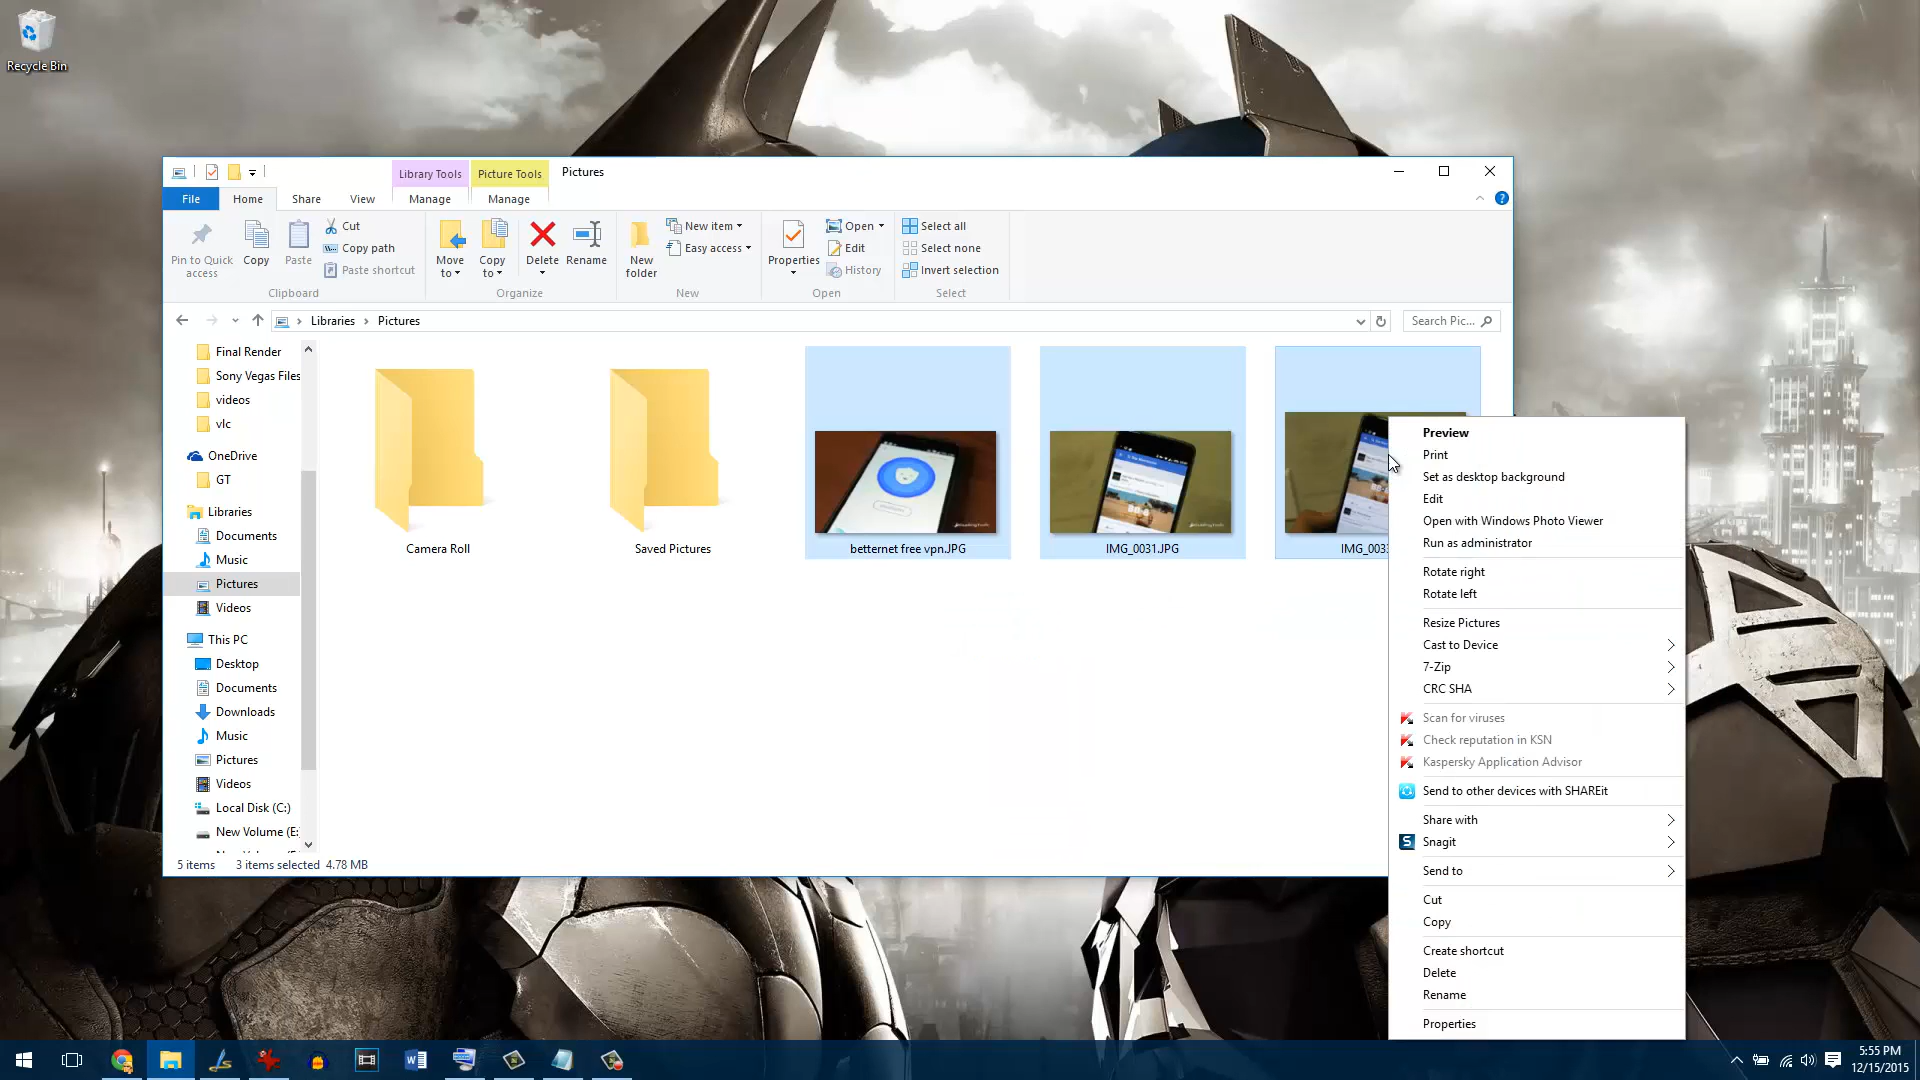 Recycle Bin
Library Tools
Picture Tools
Pictures
File
Home
Share
View
Manage
Manage
Pin to Quick access
Copy
Paste
Cut
Copy path
Paste shortcut
Clipboard
Move to
Copy to
Delete
Rename
Organize
New folder
New item
Easy access
New
Properties
Open
Edit
History
Open
Select all
Select none
Invert selection
Select
Libraries
Pictures
Search Pic...
Final Render
Sony Vegas Files
videos
vlc
OneDrive
GT
Libraries
Documents
Music
Pictures
Videos
This PC
Desktop
Documents
Downloads
Music
Pictures
Videos
Local Disk (C:)
New Volume (E:
Camera Roll
Saved Pictures
betternet free vpn.JPG
IMG_0031.JPG
IMG_003
5 items
3 items selected 4.78 MB
Preview
Print
Set as desktop background
Edit
Open with Windows Photo Viewer
Run as administrator
Rotate right
Rotate left
Resize Pictures
Cast to Device
7-Zip
CRC SHA
Scan for viruses
Check reputation in KSN
Kaspersky Application Advisor
Send to other devices with SHAREit
Share with
Snagit
Send to
Cut
Copy
Create shortcut
Delete
Rename
Properties
5:55 PM
12/15/2015